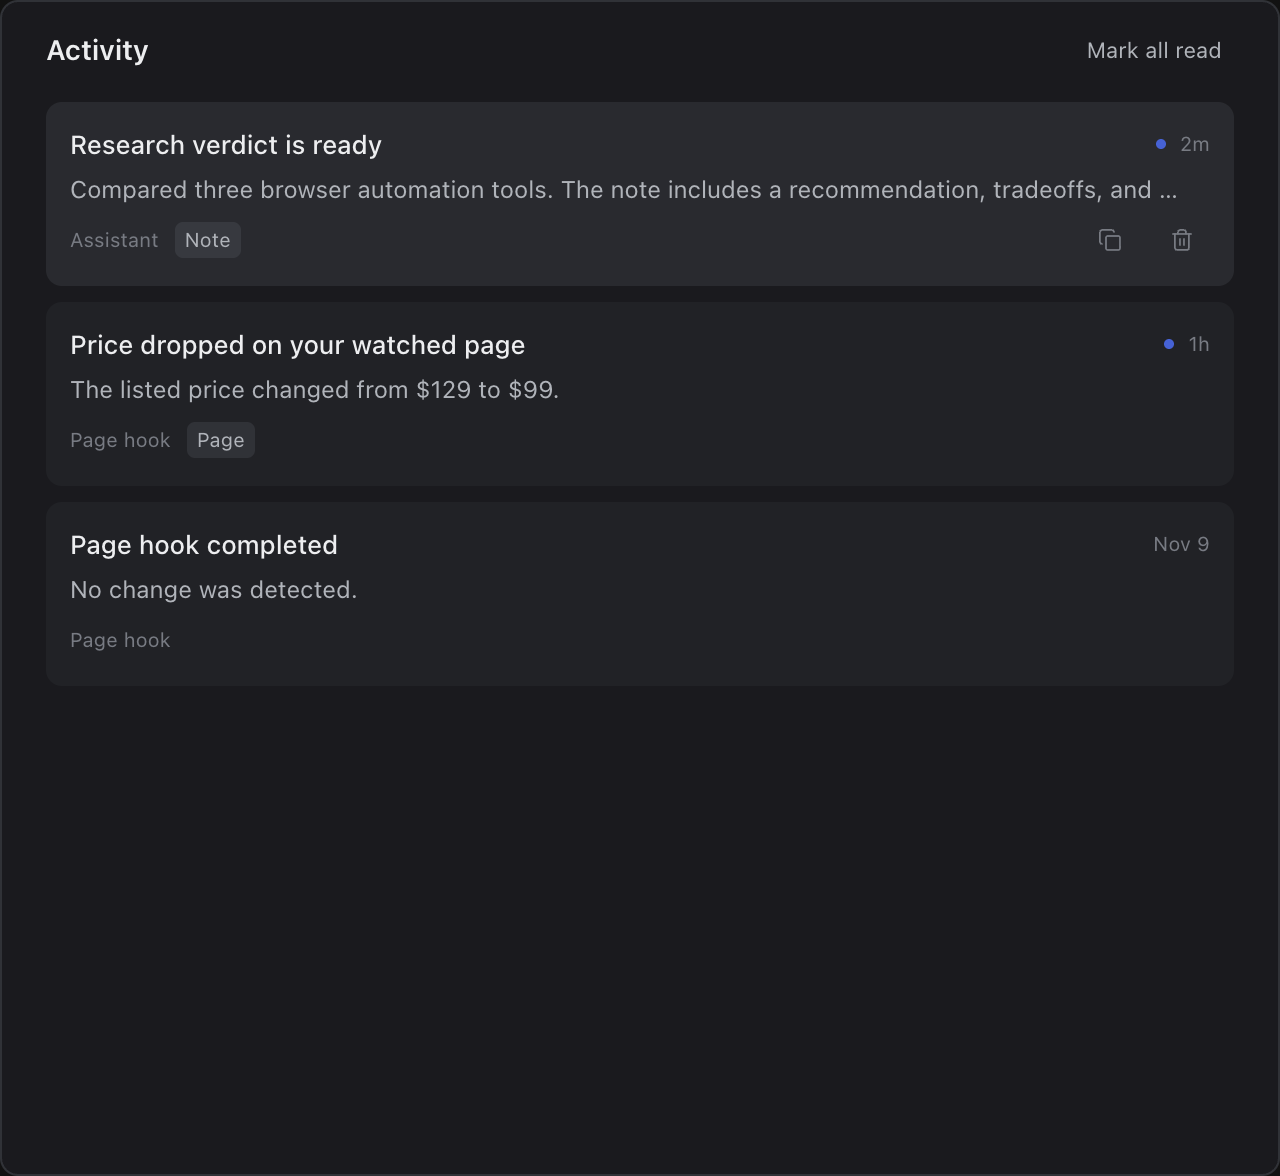 Activity
Mark all read
Research verdict is ready
2m
Compared three browser automation tools. The note includes a recommendation, tradeoffs, and ...
Assistant
Note
Price dropped on your watched page
1h
The listed price changed from $129 to $99.
Page hook
Page
Page hook completed
Nov 9
No change was detected.
Page hook